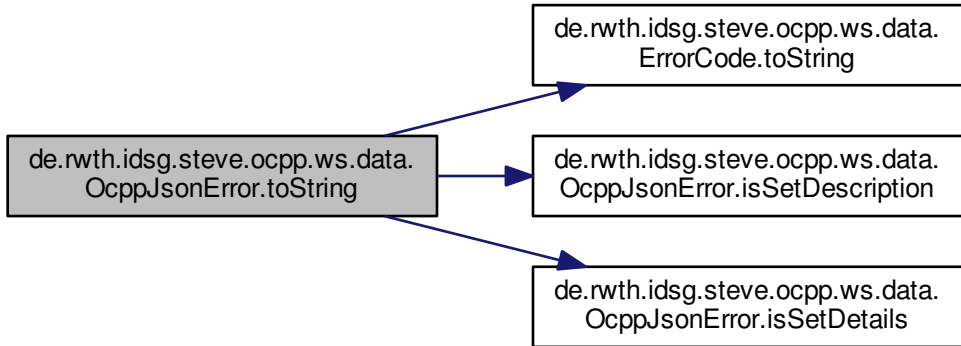 de.rwth.idsg.steve.ocpp.ws.data.
ErrorCode.toString
de.rwth.idsg.steve.ocpp.ws.data.
OcppJsonError.toString
de.rwth.idsg.steve.ocpp.ws.data.
OcppJsonError.isSetDescription
de.rwth.idsg.steve.ocpp.ws.data.
OcppJsonError.isSetDetails